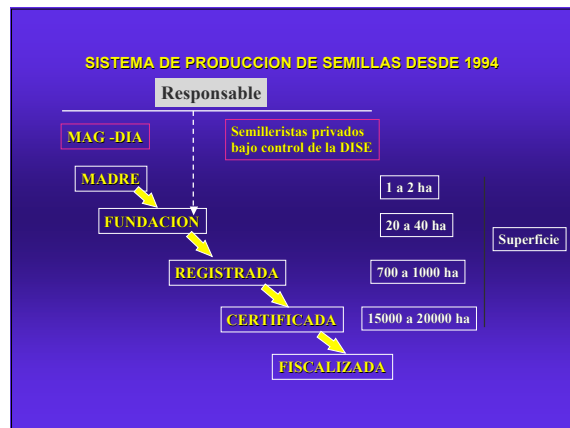 SISTEMA DE PRODUCCION DE SEMILLAS DESDE 1994
Responsable
MAG -DIA
Semilleristas privados
bajo control de la DISE
MADRE
1 a 2 ha
FUNDACION
20 a 40 ha
Superficie
REGISTRADA
700 a 1000 ha
CERTIFICADA
15000 a 20000 ha
FISCALIZADA